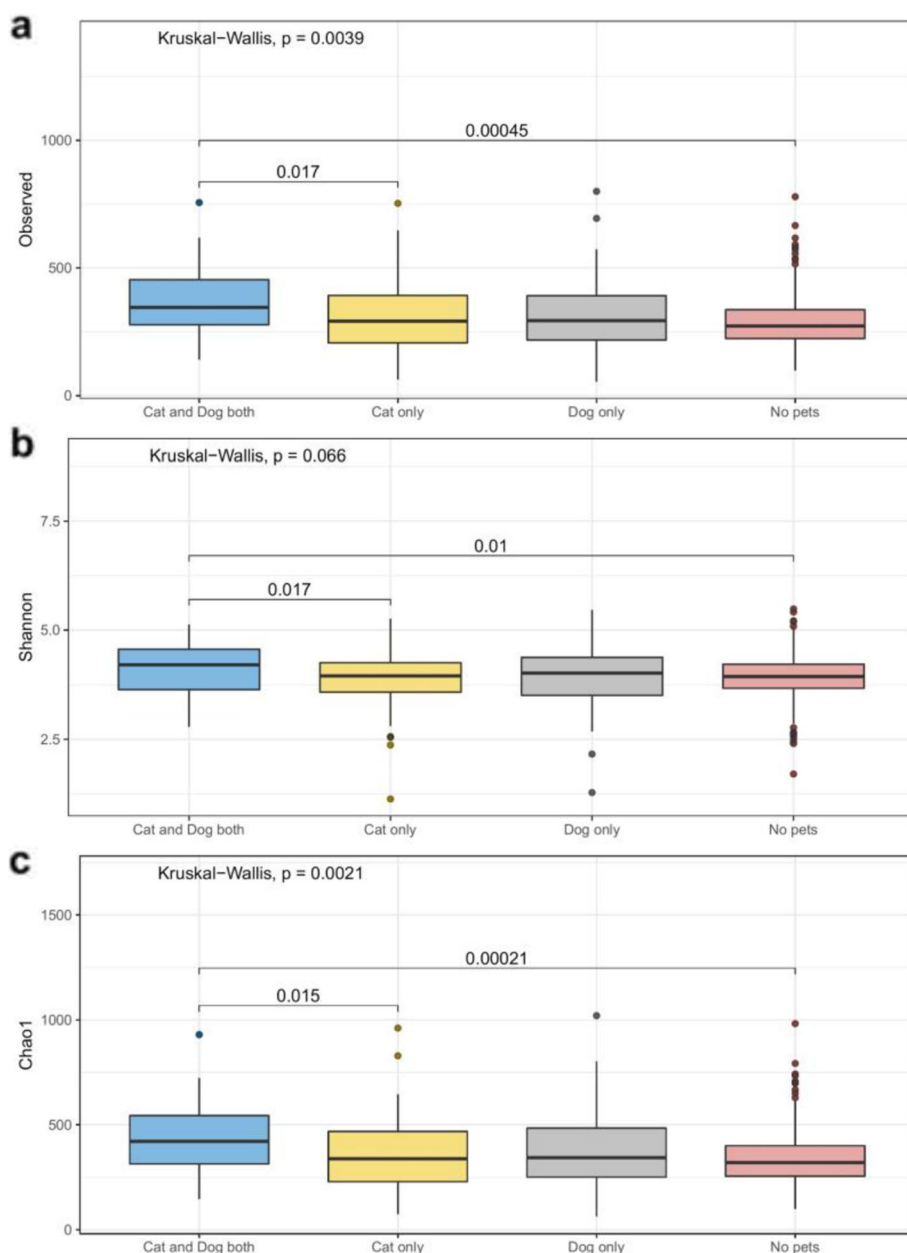 a
Kruskal−Wallis, p = 0.0039
0.00045
0.017
1000
500
0
Observed
Cat and Dog both Cat only Dog only No pets
b
Kruskal−Wallis, p = 0.066
7.5
0.01
0.017
5.0
2.5
Shannon
Cat and Dog both Cat only Dog only No pets
c
Kruskal−Wallis, p = 0.0021
1500
0.00021
0.015
1000
500
0
Chao1
Cat and Dog both Cat only Dog only No pets